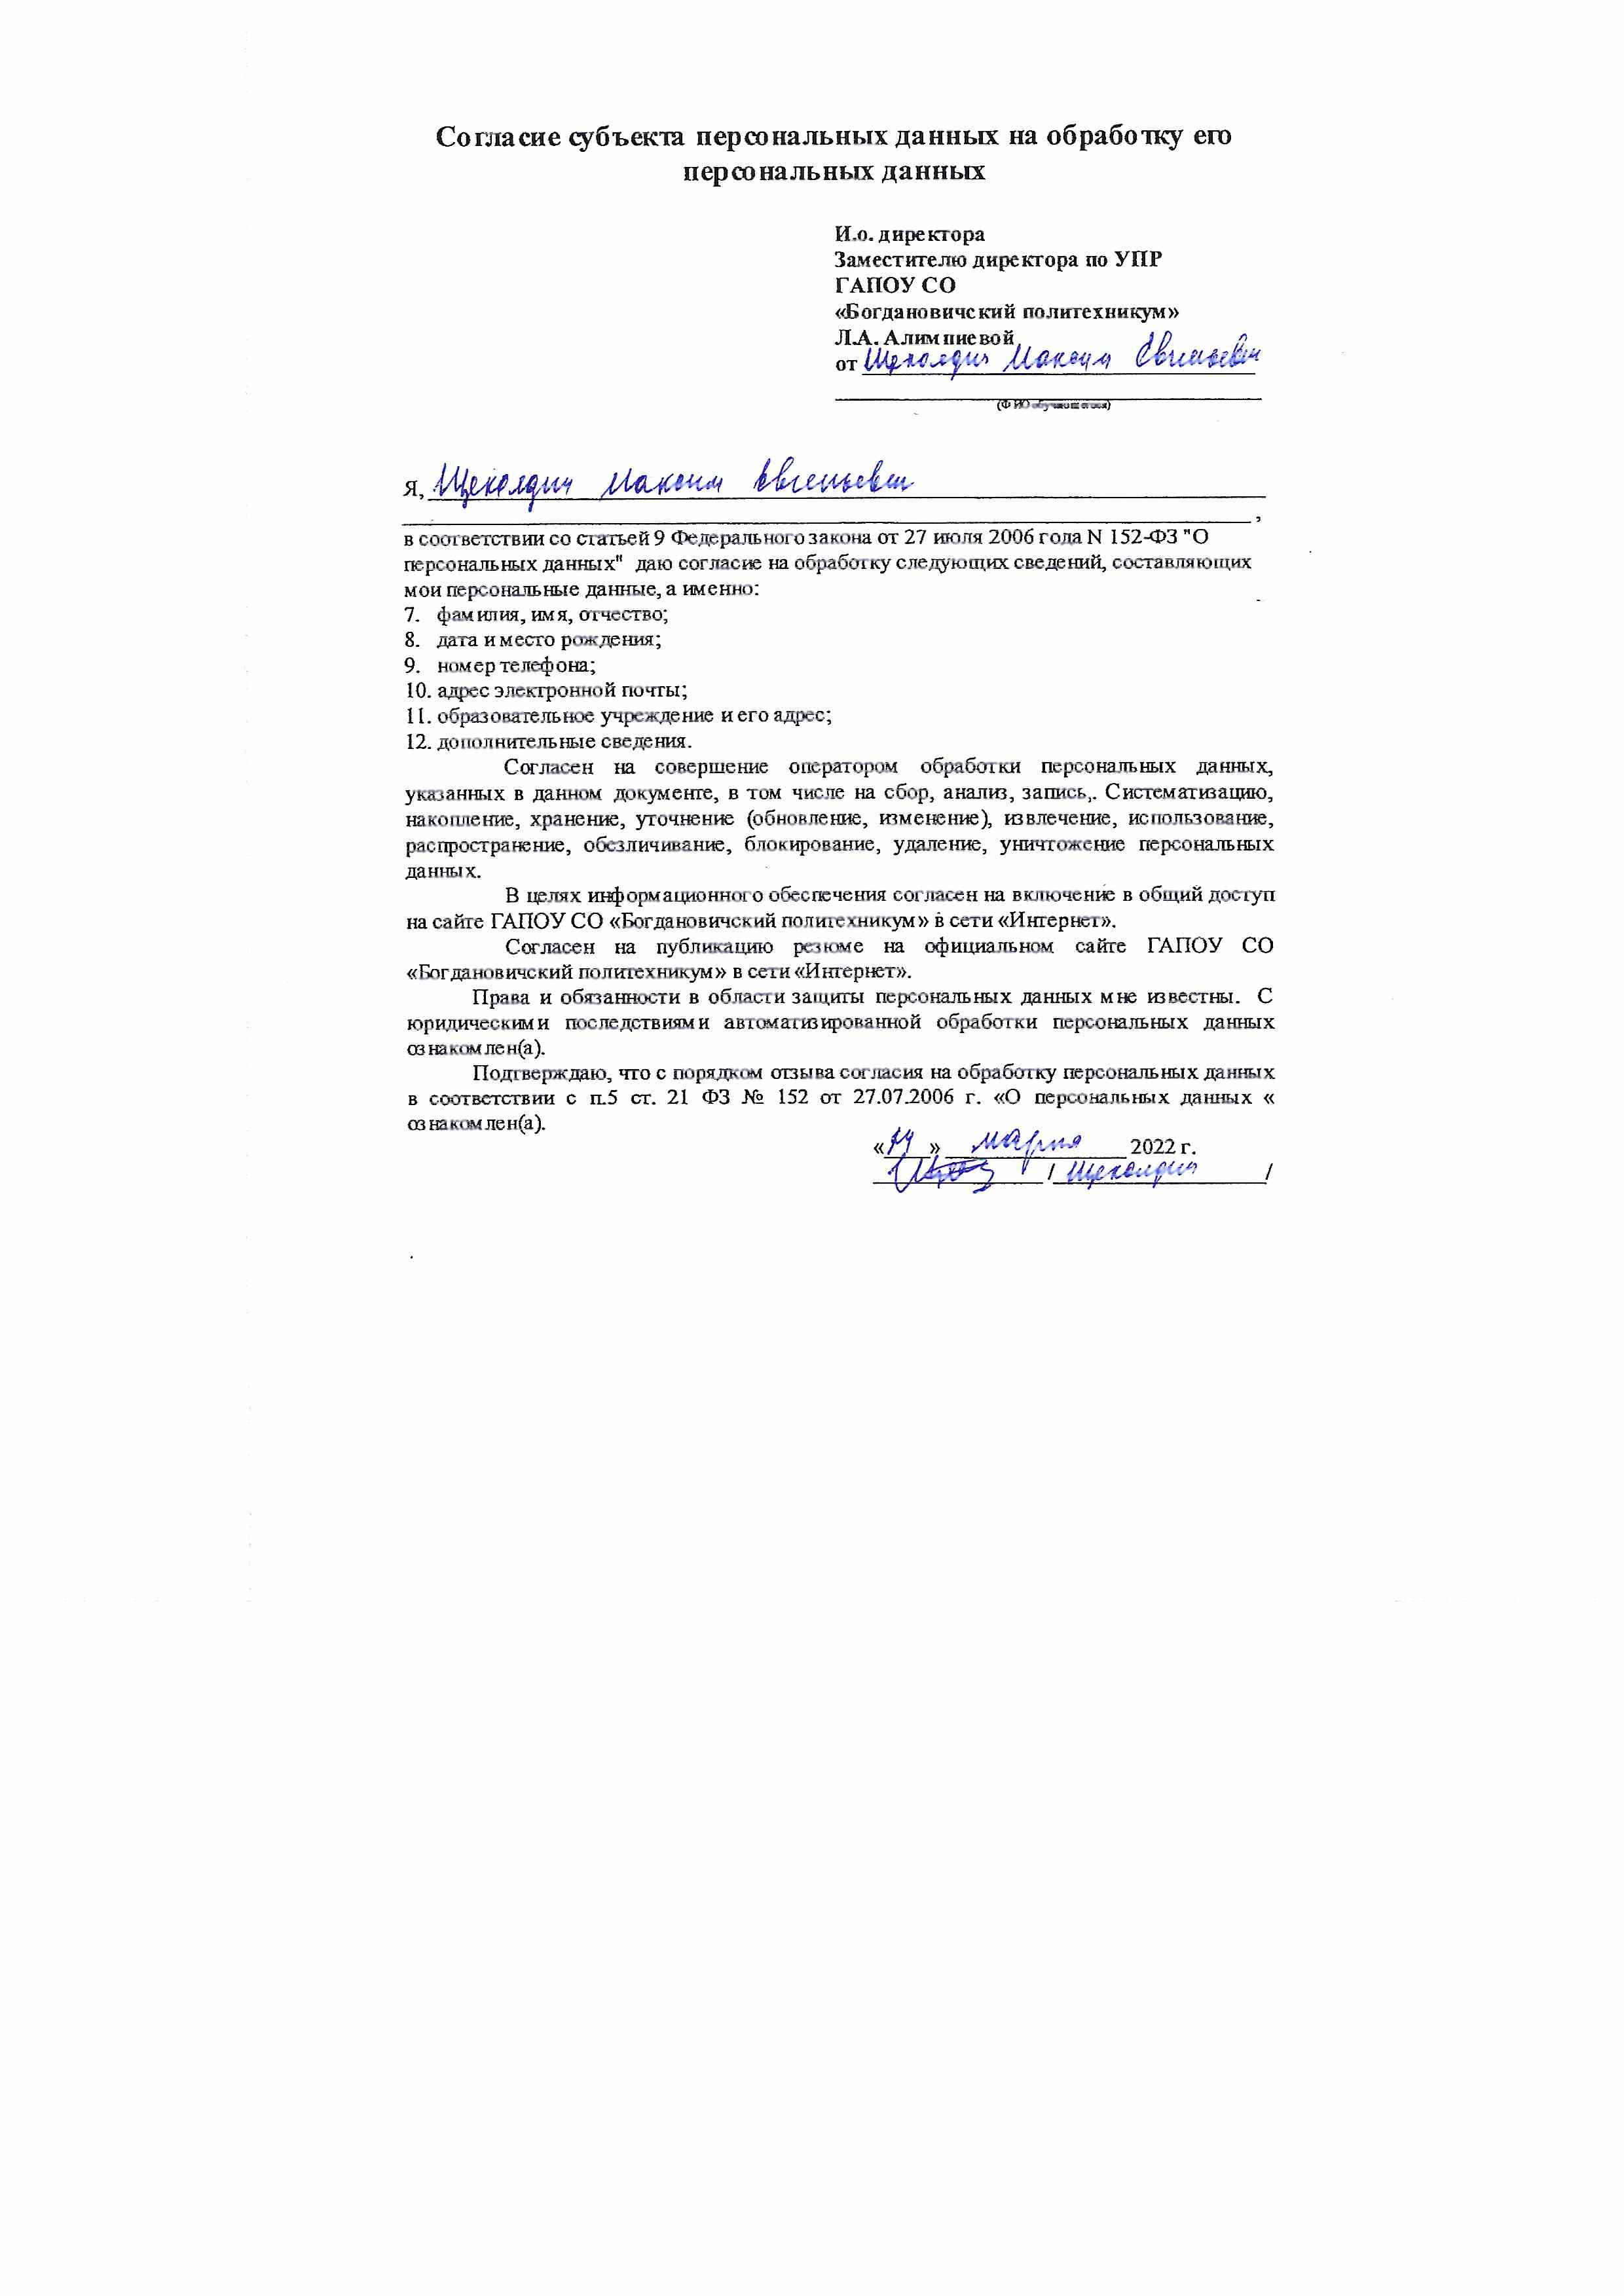 Согласие субъекта персональных данных на обработку его
персональных данных
И.о. директора
Заместителю директора по УПР
ГАПОУ СО
«Богдановичский политехникум»
Л.А. Алимпиевой
от Щеколдин Максим Евгеньевич
(ФИО обучающегося)
Я, Щеколдин Максим Евгеньевич
,
в соответствии со статьей 9 Федерального закона от 27 июля 2006 года N 152-ФЗ "О
персональных данных" даю согласие на обработку следующих сведений, составляющих
мои персональные данные, а именно:
7. фамилия, имя, отчество;
8. дата и место рождения;
9. номер телефона;
10. адрес электронной почты;
11. образовательное учреждение и его адрес;
12. дополнительные сведения.
Согласен на совершение оператором обработки персональных данных,
указанных в данном документе, в том числе на сбор, анализ, запись,. Систематизацию,
накопление, хранение, уточнение (обновление, изменение), извлечение, использование,
распространение, обезличивание, блокирование, удаление, уничтожение персональных
данных.
В целях информационного обеспечения согласен на включение в общий доступ
на сайте ГАПОУ СО «Богдановичский политехникум» в сети «Интернет».
Согласен на публикацию резюме на официальном сайте ГАПОУ СО
«Богдановичский политехникум» в сети «Интернет».
Права и обязанности в области защиты персональных данных мне известны. С
юридическими последствиями автоматизированной обработки персональных данных
ознакомлен(а).
Подтверждаю, что с порядком отзыва согласия на обработку персональных данных
в соответствии с п.5 ст. 21 ФЗ № 152 от 27.07.2006 г. «О персональных данных «
ознакомлен(а).
« » марта 2022 г.
/ Щеколдин /